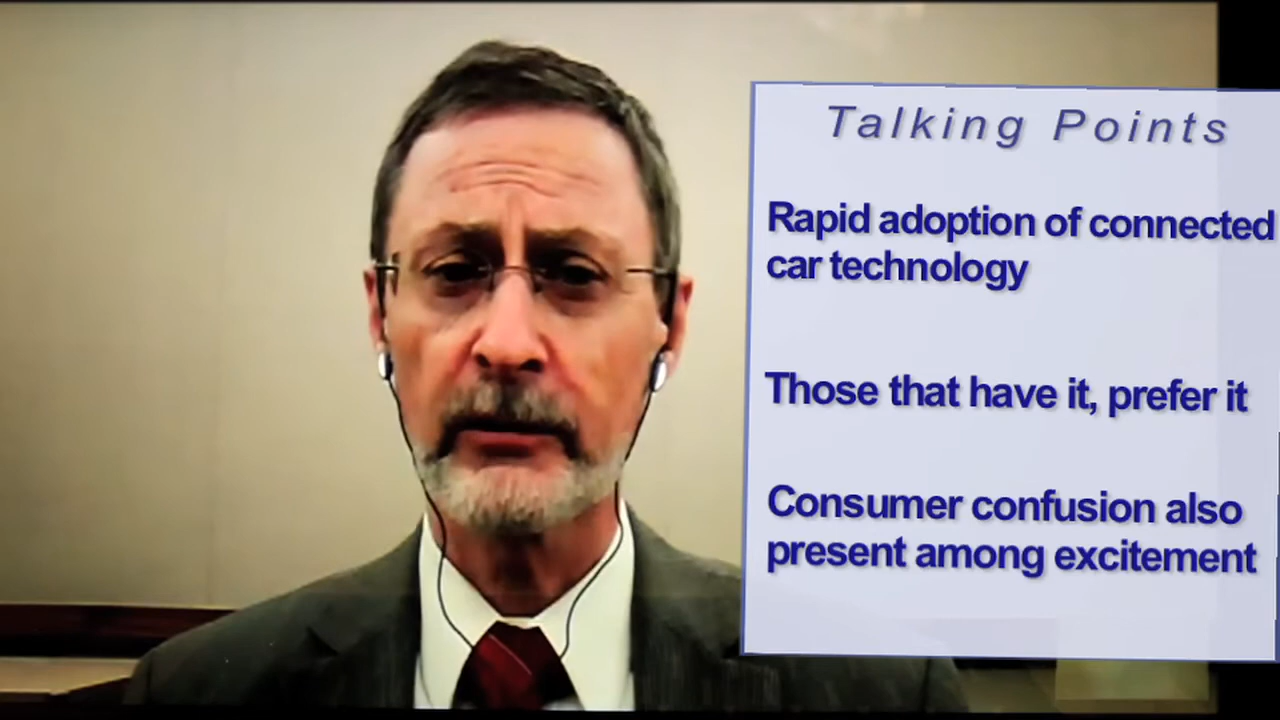 Talking Points
Rapid adoption of connected
car technology
Those that have it, prefer it
Consumer confusion also
present among excitement